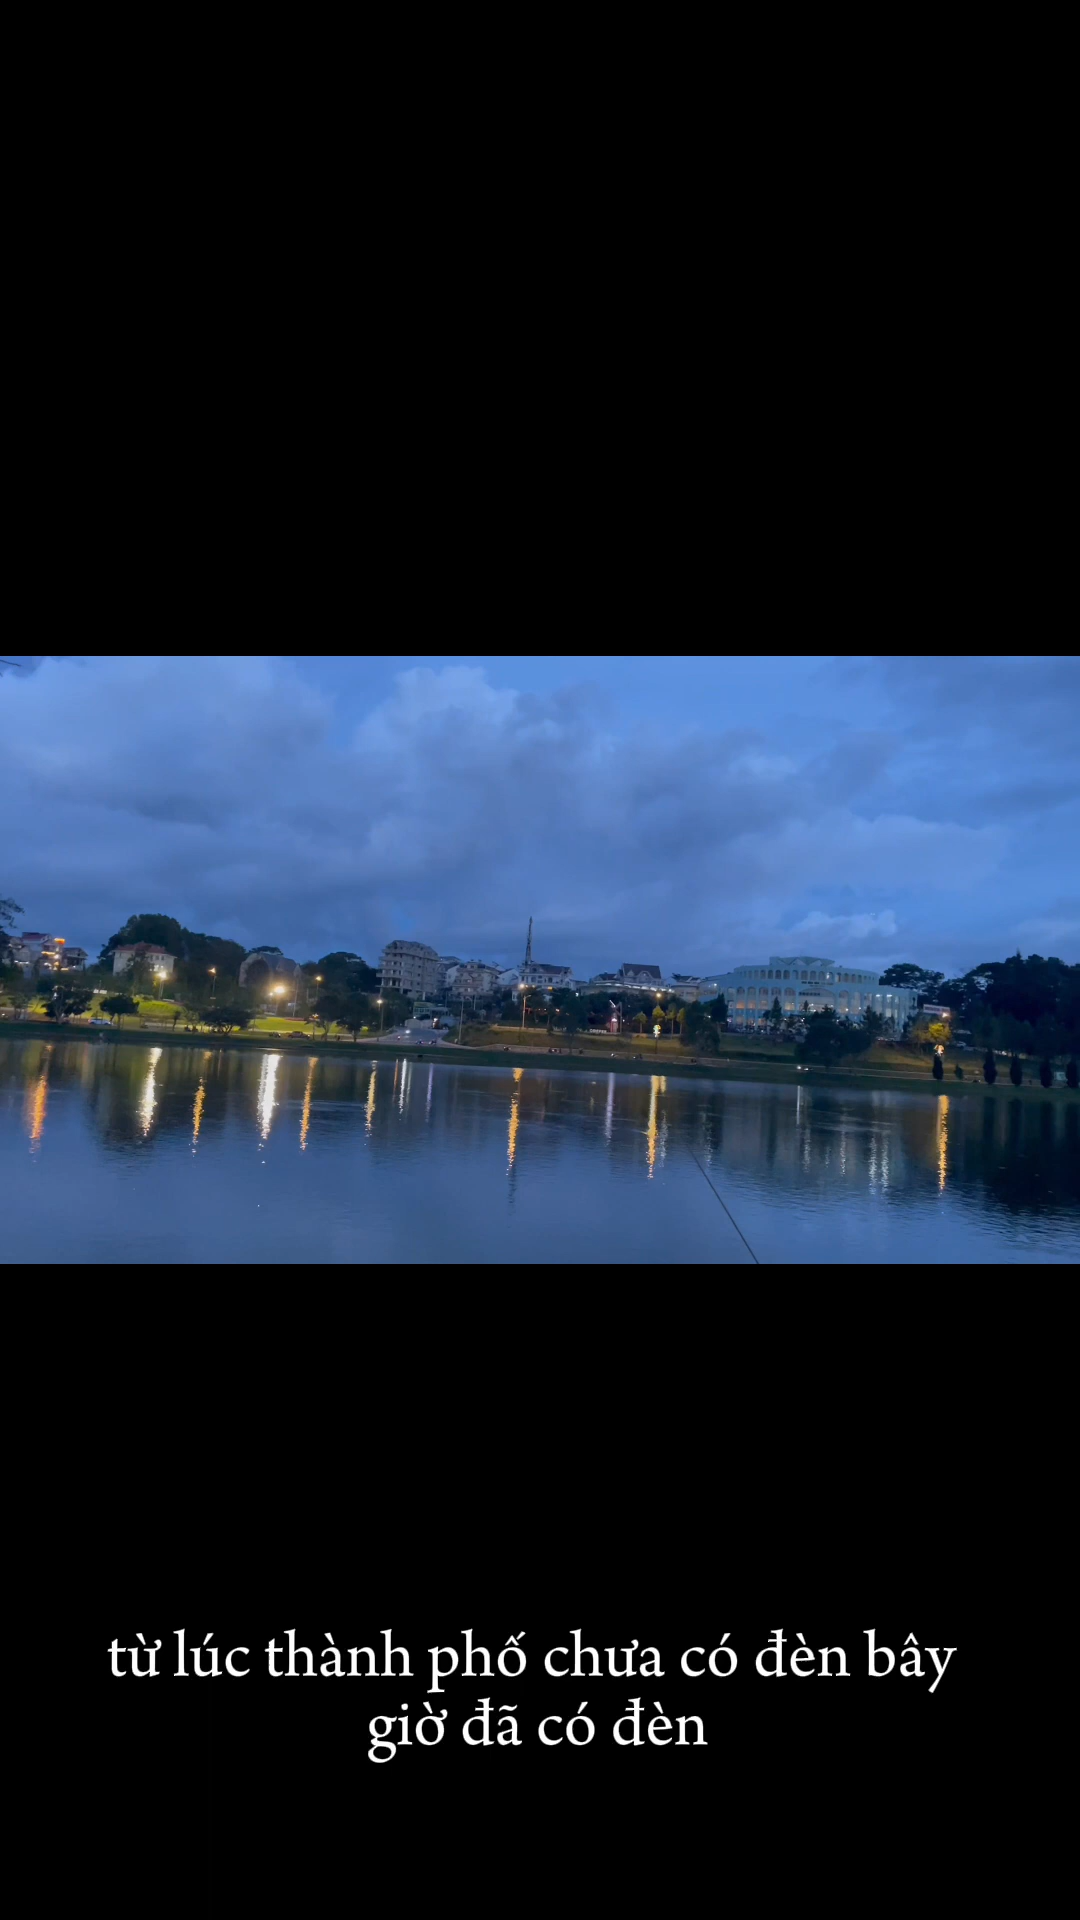 từ lúc thành phố chưa có đèn bây
giờ đã có đèn